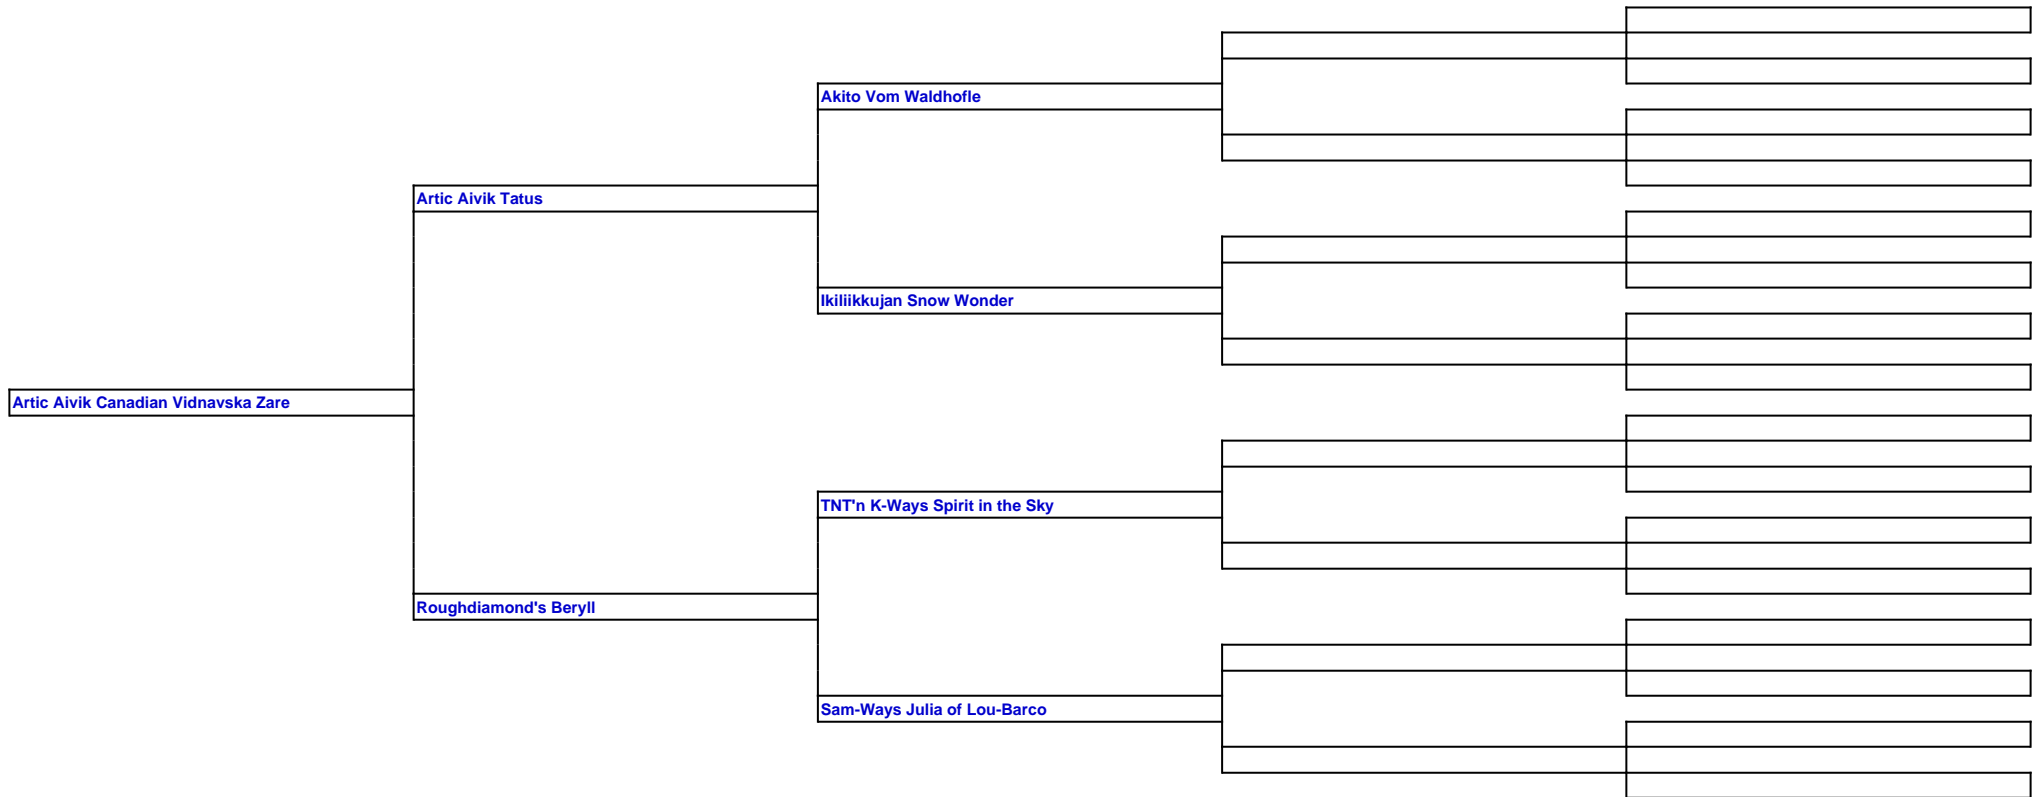 Akito Vom Waldhofle
Artic Aivik Tatus
Ikiliikkujan Snow Wonder
Artic Aivik Canadian Vidnavska Zare
TNT'n K-Ways Spirit in the Sky
Roughdiamond's Beryll
Sam-Ways Julia of Lou-Barco